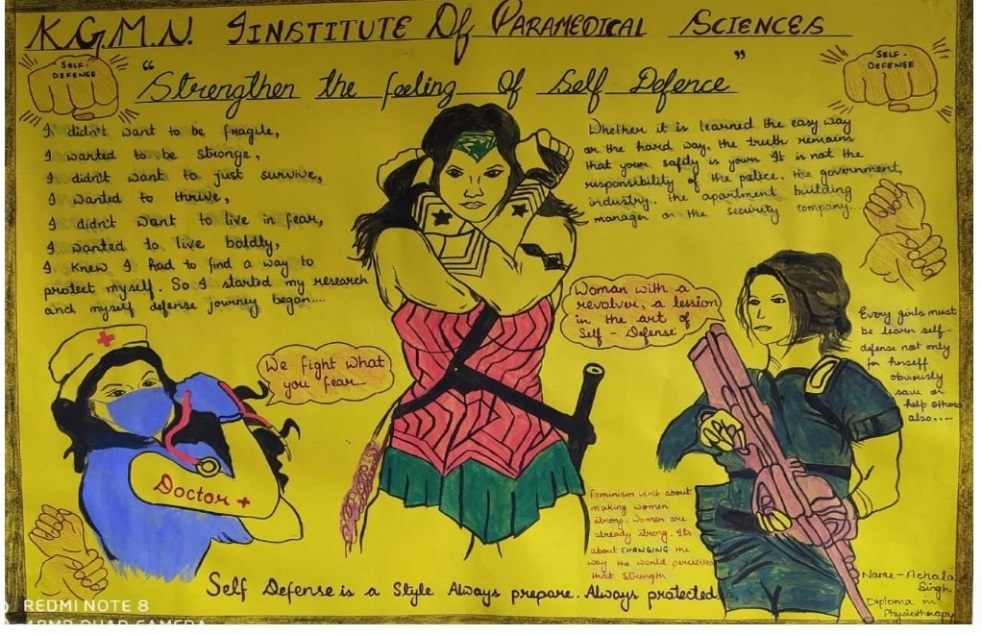 K.G.M.U. IINSTITUTE Of PARAMEDICAL SCIENCES
SELF-
DEFENSE
SELF-
DEFENSE
“Strengthen the feeling Of Self Defence”
I didn't want to be fragile,
I wanted to be stronge,
I didn't want to just survive,
I wanted to thrive,
I didn't want to live in fear,
I wanted to live boldly,
I Knew I had to find a way to
protect myself. So I started my research
and myself defense journey began....
Whether it is learned the easy way
or the hard way, the truth remains
that your safety is yours It is not the
responsibility of the police, the government,
industry, the apartment building
manager or the security company...
Woman with a
revolver, a lession
in the art of
Self-Defense
Every girls must
be learn self-
defense not only
for herself
obviously
save or
help others
also....
We fight what
you fear...
Doctor +
Feminism isn't about
making women
strong. Women are
already strong. Its
about CHANGING the
way the world perceives
that strength.
Self Defense is a Style Always prepare. Always protected.
Name-Achala
Singh
Diploma in
Physiotherapy
REDMI NOTE 8
48MP QUAD CAMERA